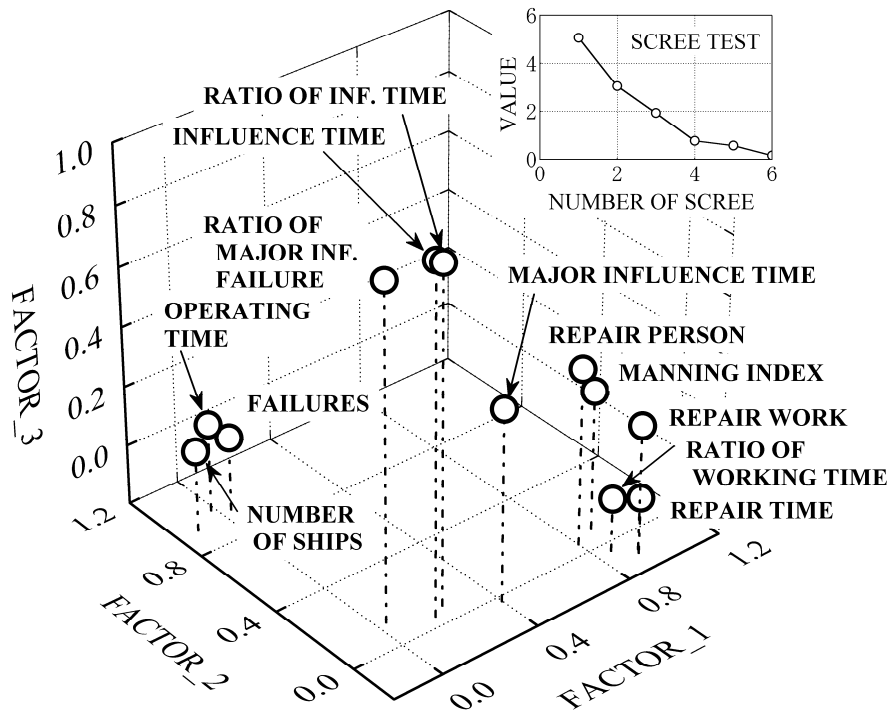 6
4
2
0
VALUE
SCREE TEST
0
2
4
6
NUMBER OF SCREE
RATIO OF INF. TIME
INFLUENCE TIME
RATIO OF
MAJOR INF.
FAILURE
OPERATING
TIME
FAILURES
NUMBER
OF SHIPS
MAJOR INFLUENCE TIME
REPAIR PERSON
MANNING INDEX
REPAIR WORK
RATIO OF
WORKING TIME
REPAIR TIME
1.0
0.8
0.6
0.4
0.2
0.0
FACTOR_3
1.2
0.8
0.4
0.0
FACTOR_2
0.0
0.4
0.8
1.2
FACTOR_1